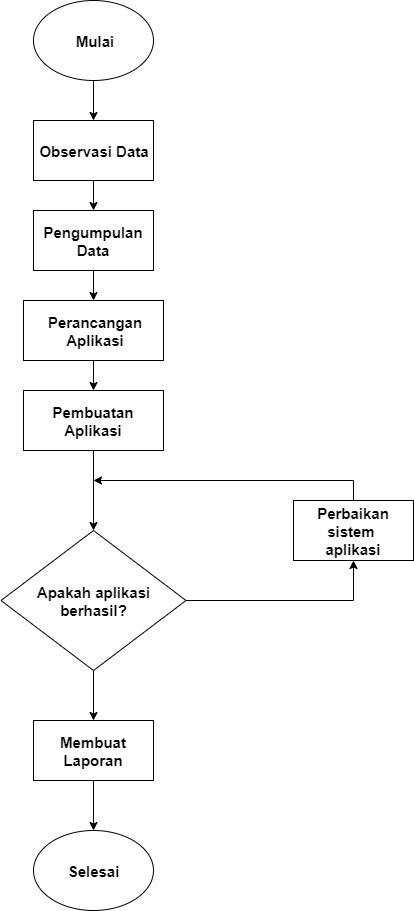 Mulai
Observasi Data
Pengumpulan
Data
Perancangan
Aplikasi
Pembuatan
Aplikasi
Perbaikan
sistem
aplikasi
Apakah aplikasi
berhasil?
Membuat
Laporan
Selesai